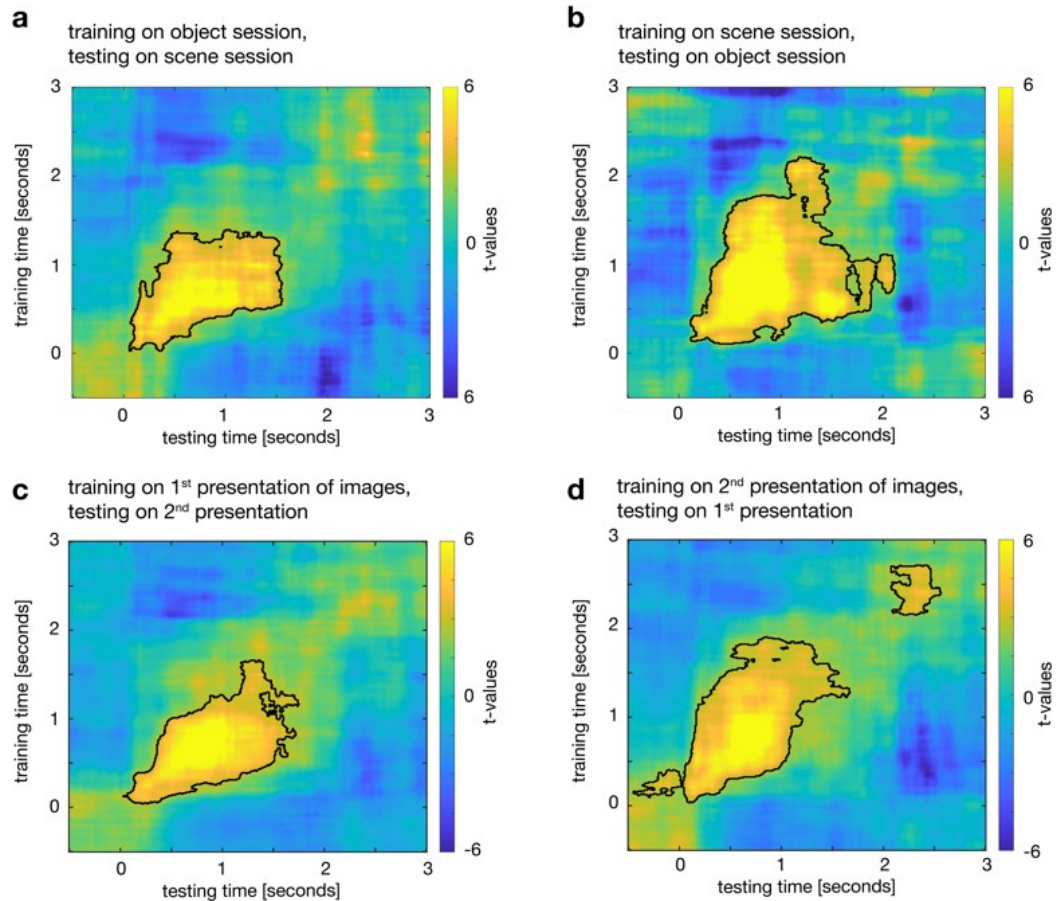 a
training on object session,
testing on scene session
3
2
1
0
training time [seconds]
0
1
2
3
testing time [seconds]
6
0
6
t-values
b
training on scene session,
testing on object session
3
2
1
0
training time [seconds]
0
1
2
3
testing time [seconds]
6
0
6
t-values
c
training on 1st presentation of images,
testing on 2nd presentation
3
2
1
0
training time [seconds]
0
1
2
3
testing time [seconds]
6
0
-6
t-values
d
training on 2nd presentation of images,
testing on 1st presentation
3
2
1
0
training time [seconds]
0
1
2
3
testing time [seconds]
6
0
-6
t-values